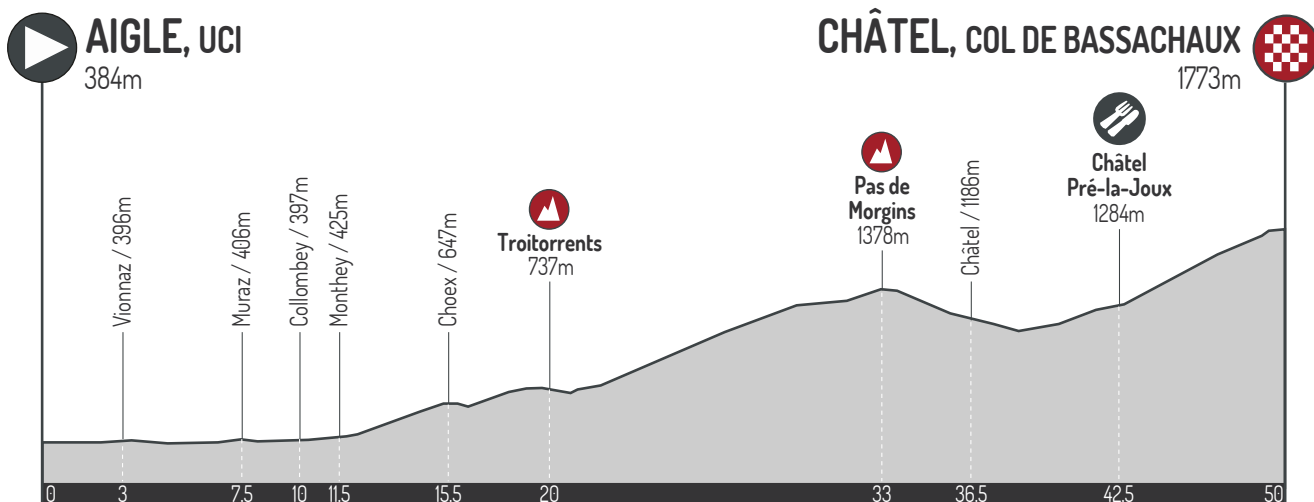 AIGLE, UCI
384m
CHÂTEL, COL DE BASSACHAUX
1773m
Vionnaz / 396m
Muraz / 406m
Collombey / 397m
Monthey / 425m
Choex / 647m
Troitorrents
737m
Pas de
Morgins
1378m
Châtel / 1186m
Châtel
Pré-la-Joux
1284m
0 3 7,5 10 11,5 15,5 20 33 36,5 42,5 50